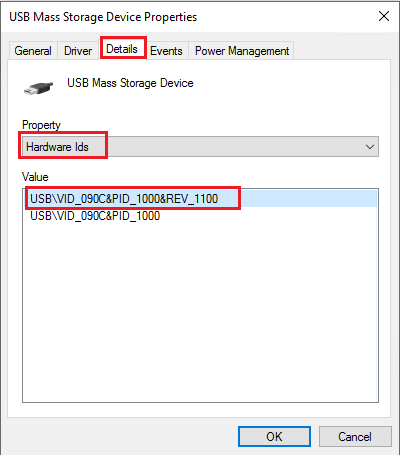 USB Mass Storage Device Properties
General Driver Details Events Power Management
USB Mass Storage Device
Property
Hardware Ids
Value
USB\VID_090C&PID_1000&REV_1100
USB\VID_090C&PID_1000
OK Cancel